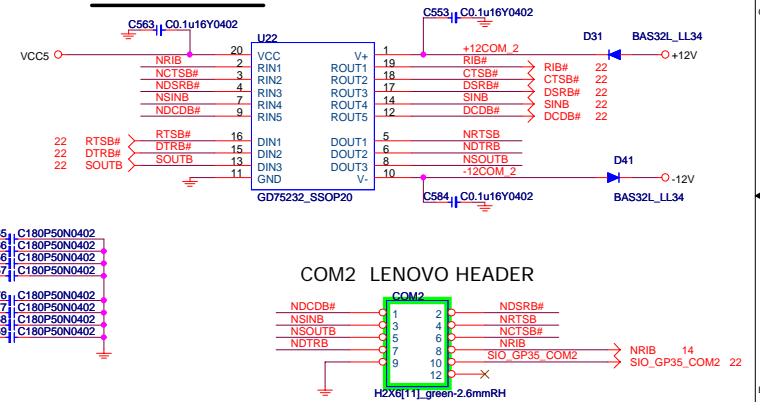 C563 C0.1u16Y0402
C553 C0.1u16Y0402
U22
D31 BAS32L_LL34
VCC5
20 VCC V+ 1 +12COM_2 +12V
NRIB 2 RIN1 ROUT1 19 RIB# RIB# 22
NCTSB# 3 RIN2 ROUT2 18 CTSB# CTSB# 22
NDSRB# 4 RIN3 ROUT3 17 DSRB# DSRB# 22
NSINB 7 RIN4 ROUT4 14 SINB SINB 22
NDCDB# 9 RIN5 ROUT5 12 DCDB# DCDB# 22
22 RTSB# RTSB# 16 DIN1 DOUT1 5 NRTSB
22 DTRB# DTRB# 15 DIN2 DOUT2 6 NDTRB
22 SOUTB SOUTB 13 DIN3 DOUT3 8 NSOUTB
11 GND V- 10 -12COM_2
D41
-12V
GD75232_SSOP20
C584 C0.1u16Y0402
BAS32L_LL34
C180P50N0402
C180P50N0402
C180P50N0402
C180P50N0402
C180P50N0402
C180P50N0402
C180P50N0402
C180P50N0402
COM2 LENOVO HEADER
COM2
NDCDB# 1 2 NDSRB#
NSINB 3 4 NRTSB
NSOUTB 5 6 NCTSB#
NDTRB 7 8 NRIB NRIB 14
9 10 SIO_GP35_COM2 SIO_GP35_COM2 22
12
H2X6[11]_green-2.6mmRH